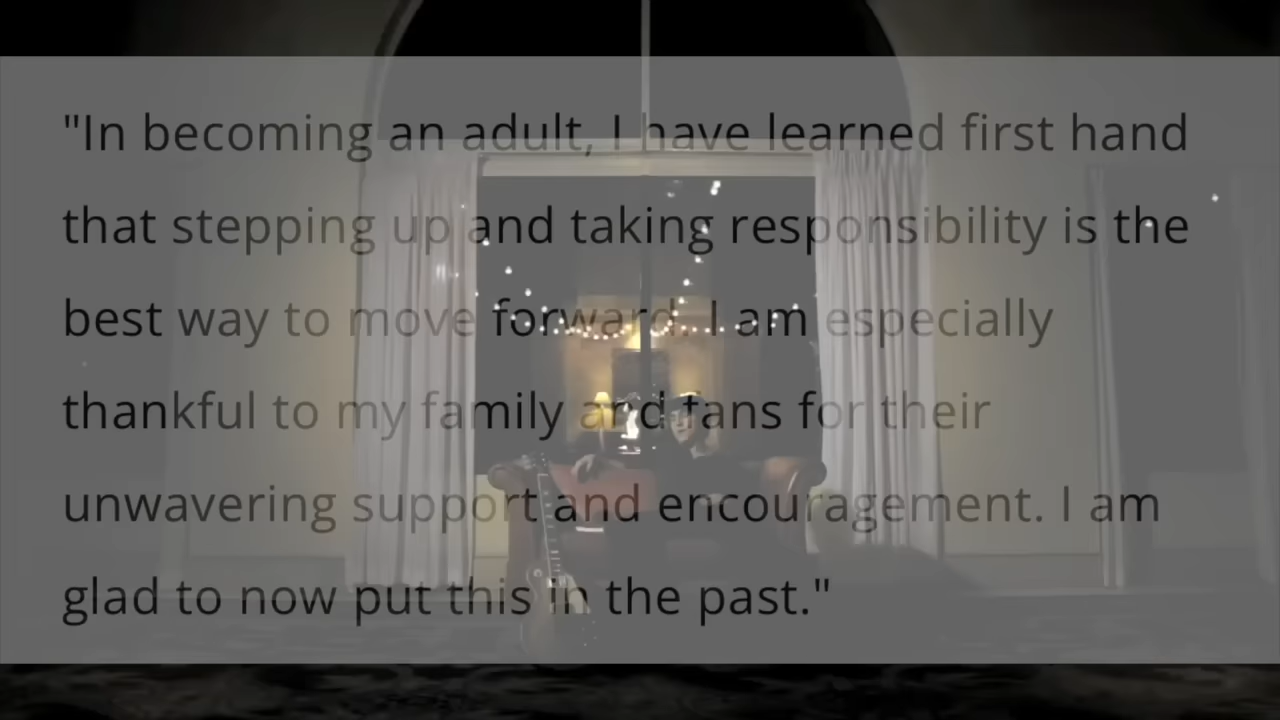 "In becoming an adult, I have learned first hand
that stepping up and taking responsibility is the
best way to move forward. I am especially
thankful to my family and fans for their
unwavering support and encouragement. I am
glad to now put this in the past."